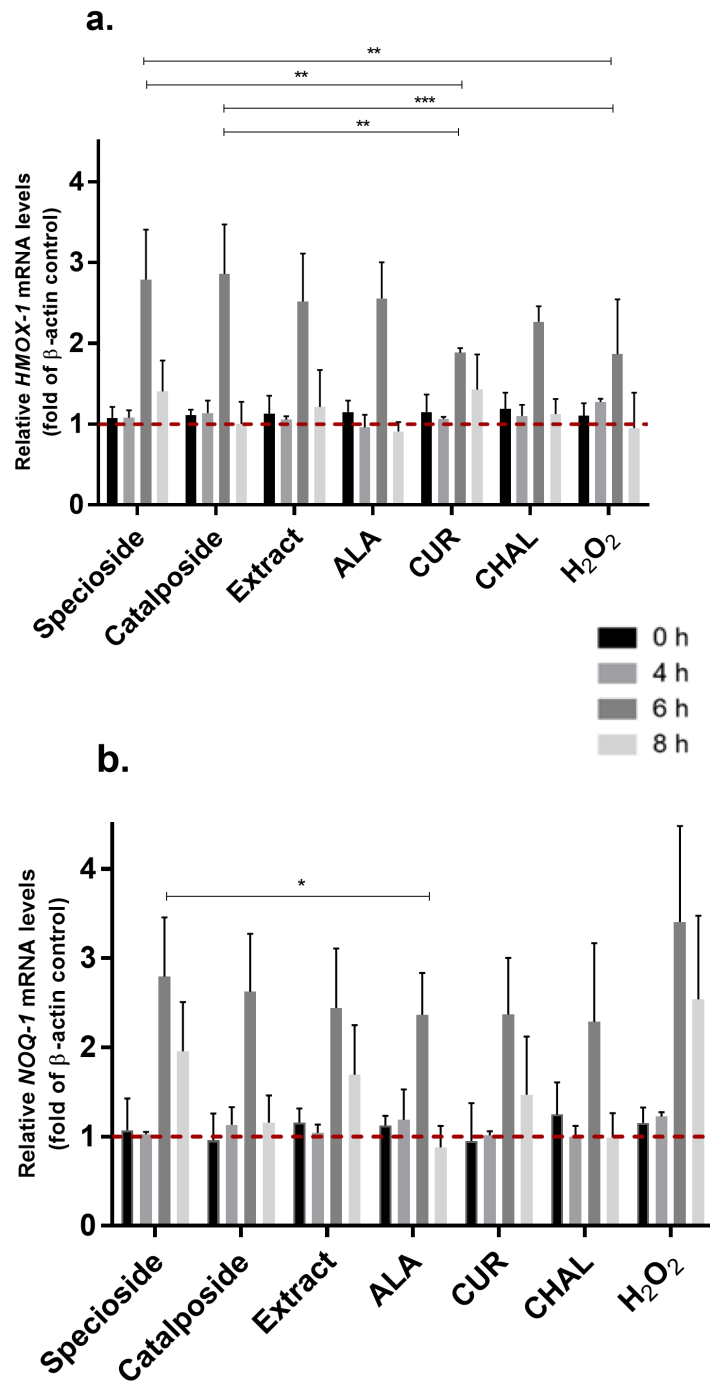 a.
**
**
***
**
Relative HMOX-1 mRNA levels
(fold of β-actin control)
4
3
2
1
0
Specioside
Catalposide
Extract
ALA
CUR
CHAL
H₂O₂
0 h
4 h
6 h
8 h
b.
*
Relative NOQ-1 mRNA levels
(fold of β-actin control)
4
3
2
1
0
Specioside
Catalposide
Extract
ALA
CUR
CHAL
H₂O₂